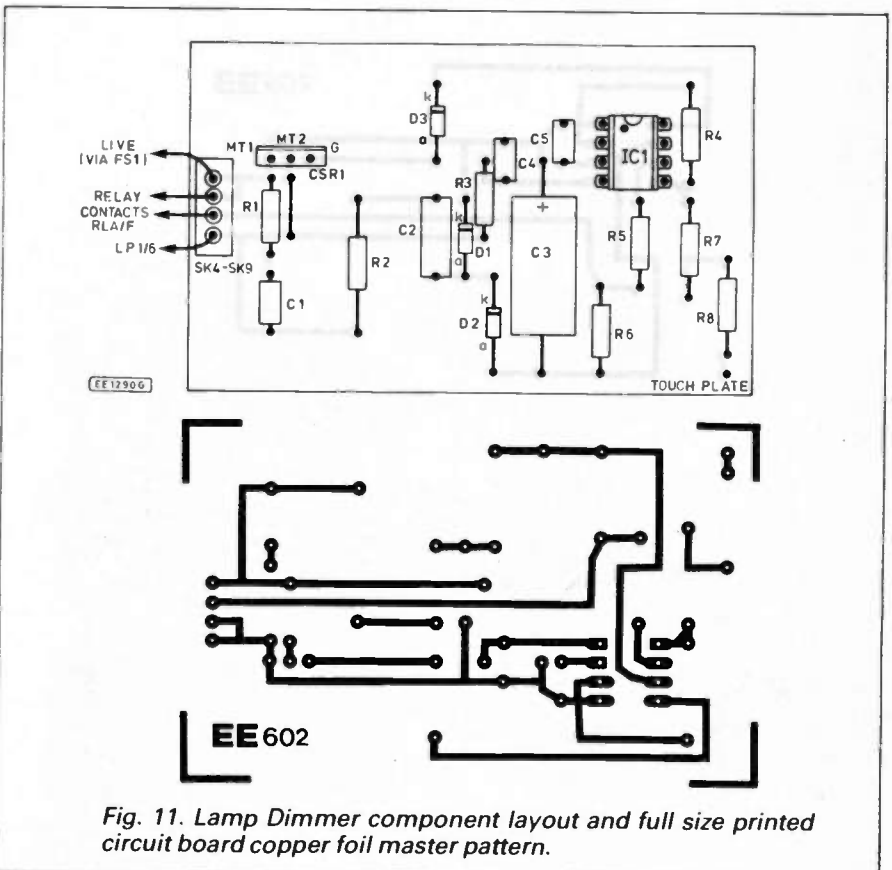 LIVE
(VIA FS1)
RELAY
CONTACTS
RLA/F
LP1/6
SK4-SK9
MT1
MT2
G
CSR1
R1
C1
R2
k
D3
a
C2
k
D1
R3
C4
C5
IC1
R4
+
C3
a
k
D2
a
R5
R7
R6
R8
TOUCH PLATE
EE1290G
EE602
Fig. 11. Lamp Dimmer component layout and full size printed
circuit board copper foil master pattern.